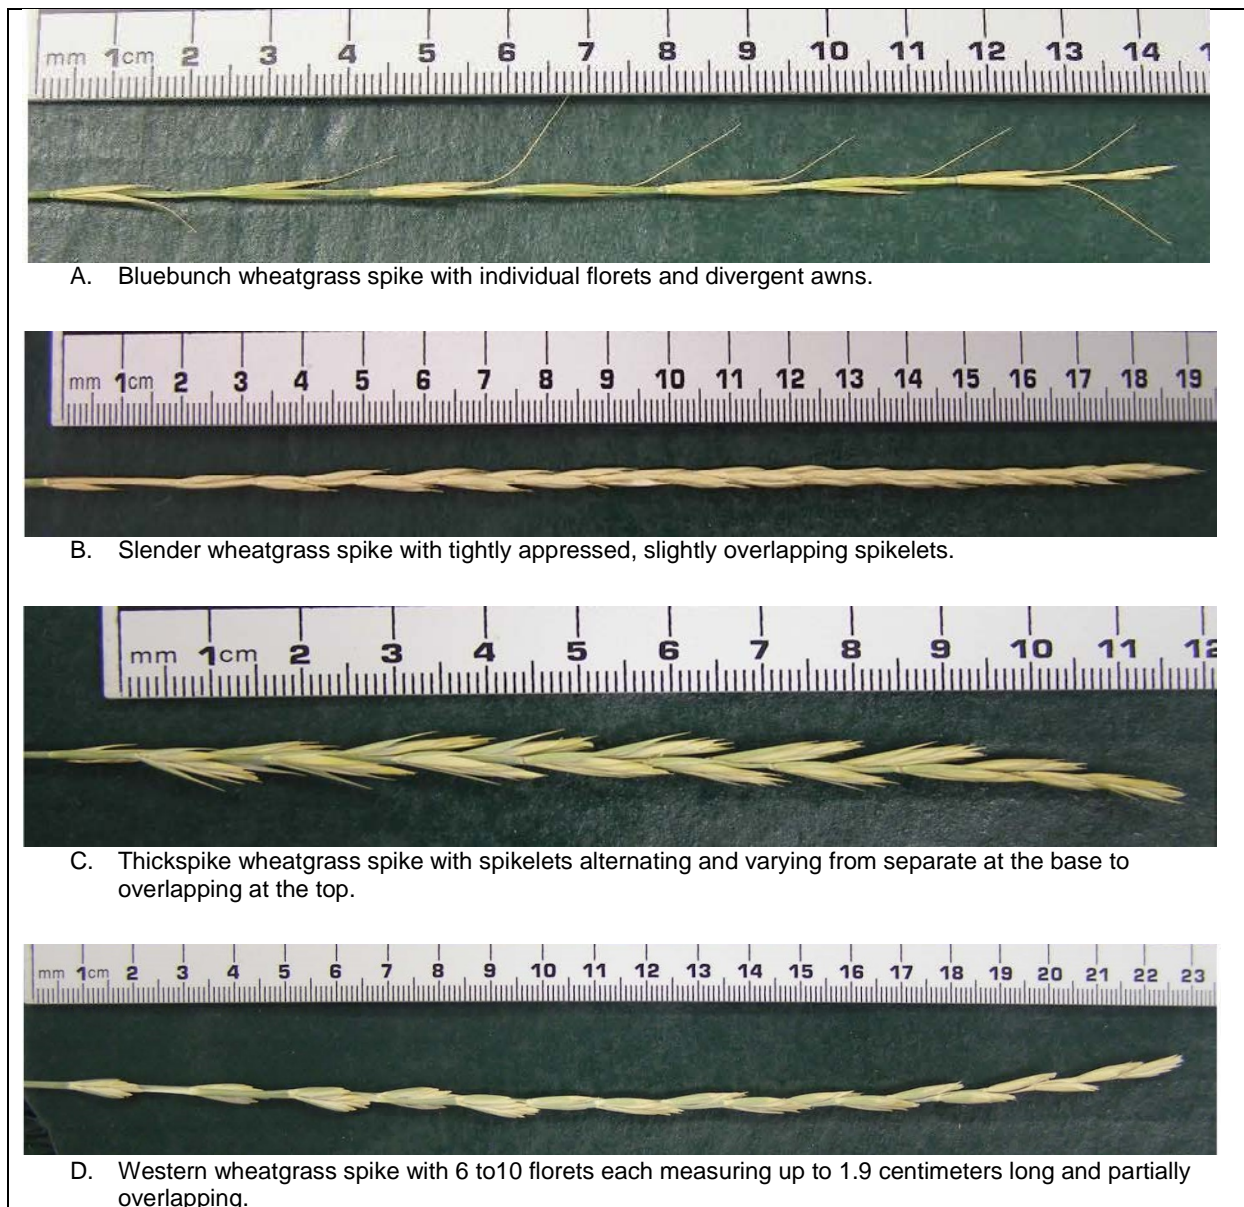 mm 1cm 2 3 4 5 6 7 8 9 10 11 12 13 14 1
A. Bluebunch wheatgrass spike with individual florets and divergent awns.
mm 1cm 2 3 4 5 6 7 8 9 10 11 12 13 14 15 16 17 18 19
B. Slender wheatgrass spike with tightly appressed, slightly overlapping spikelets.
mm 1cm 2 3 4 5 6 7 8 9 10 11 12
C. Thickspike wheatgrass spike with spikelets alternating and varying from separate at the base to
overlapping at the top.
mm 1cm 2 3 4 5 6 7 8 9 10 11 12 13 14 15 16 17 18 19 20 21 22 23
D. Western wheatgrass spike with 6 to10 florets each measuring up to 1.9 centimeters long and partially
overlapping.